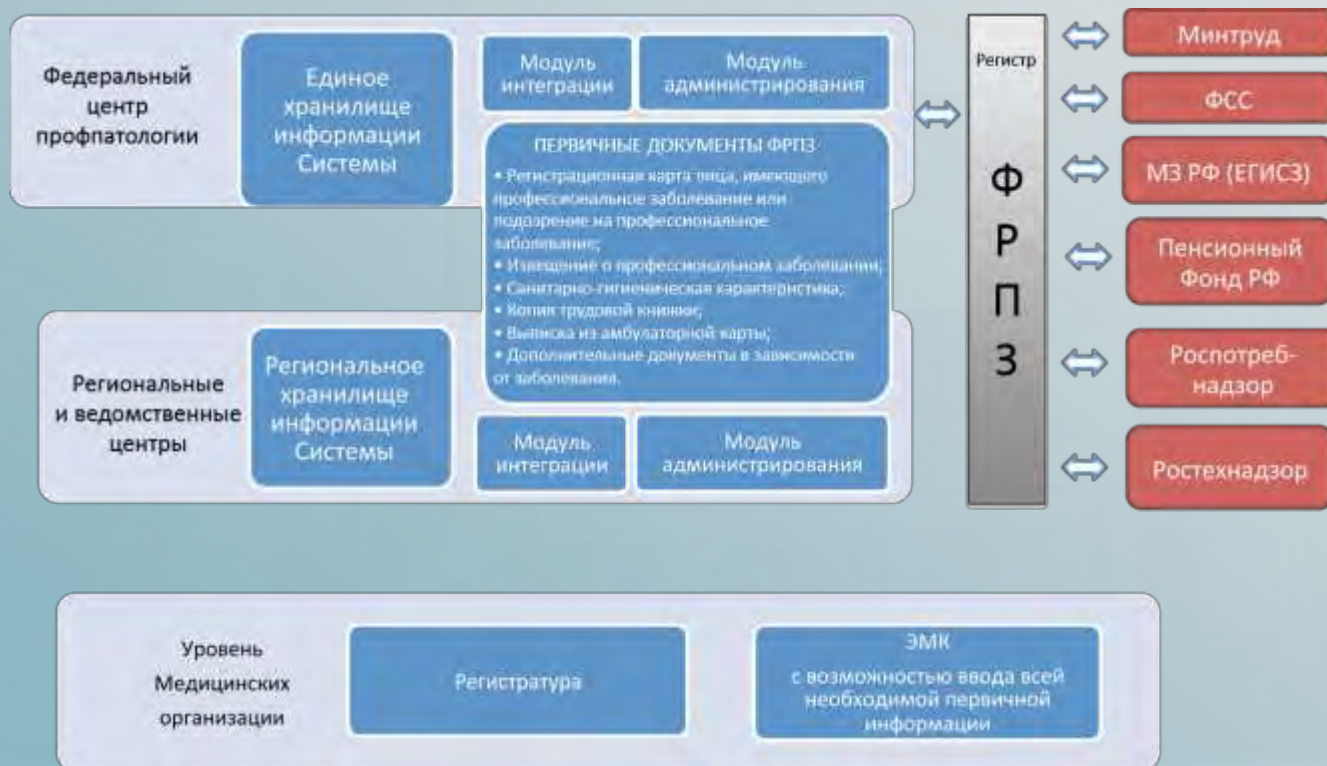 Федеральный
центр
профпатологии
Единое
хранилище
информации
Системы
Модуль
интеграции
Модуль
администрирования
ПЕРВИЧНЫЕ ДОКУМЕНТЫ ФРПЗ
• Регистрационная карта лица, имеющего
профессиональное заболевание или
подозрение на профессиональное
заболевание;
• Извещение о профессиональном заболевании;
• Санитарно-гигиеническая характеристика;
• Копия трудовой книжки;
• Выписка из амбулаторной карты;
• Дополнительные документы в зависимости
от заболевания.
Региональные
и ведомственные
центры
Региональное
хранилище
информации
Системы
Модуль
интеграции
Модуль
администрирования
Регистр
Ф
Р
П
З
Минтруд
ФСС
МЗ РФ (ЕГИСЗ)
Пенсионный
Фонд РФ
Роспотреб-
надзор
Ростехнадзор
Уровень
Медицинских
организации
Регистратура
ЭМК
с возможностью ввода всей
необходимой первичной
информации